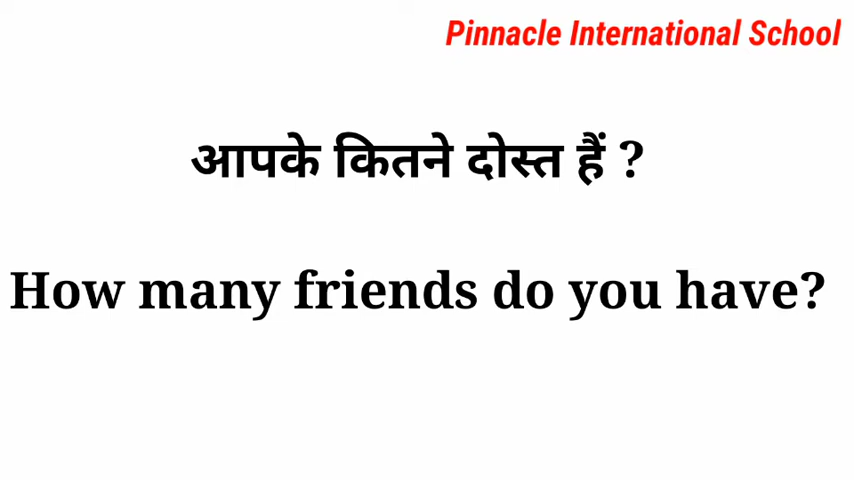 Pinnacle International School
आपके कितने दोस्त हैं ?
How many friends do you have?